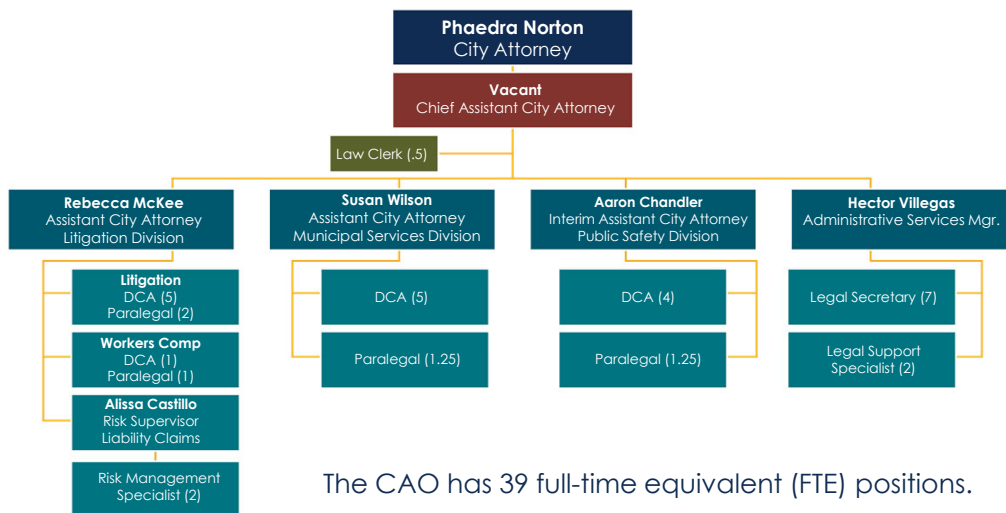 Phaedra Norton
City Attorney
Vacant
Chief Assistant City Attorney
Law Clerk (.5)
Rebecca McKee
Assistant City Attorney
Litigation Division
Susan Wilson
Assistant City Attorney
Municipal Services Division
Aaron Chandler
Interim Assistant City Attorney
Public Safety Division
Hector Villegas
Administrative Services Mgr.
Litigation
DCA (5)
Paralegal (2)
Workers Comp
DCA (1)
Paralegal (1)
Alissa Castillo
Risk Supervisor
Liability Claims
Risk Management
Specialist (2)
DCA (5)
Paralegal (1.25)
DCA (4)
Paralegal (1.25)
Legal Secretary (7)
Legal Support
Specialist (2)
The CAO has 39 full-time equivalent (FTE) positions.